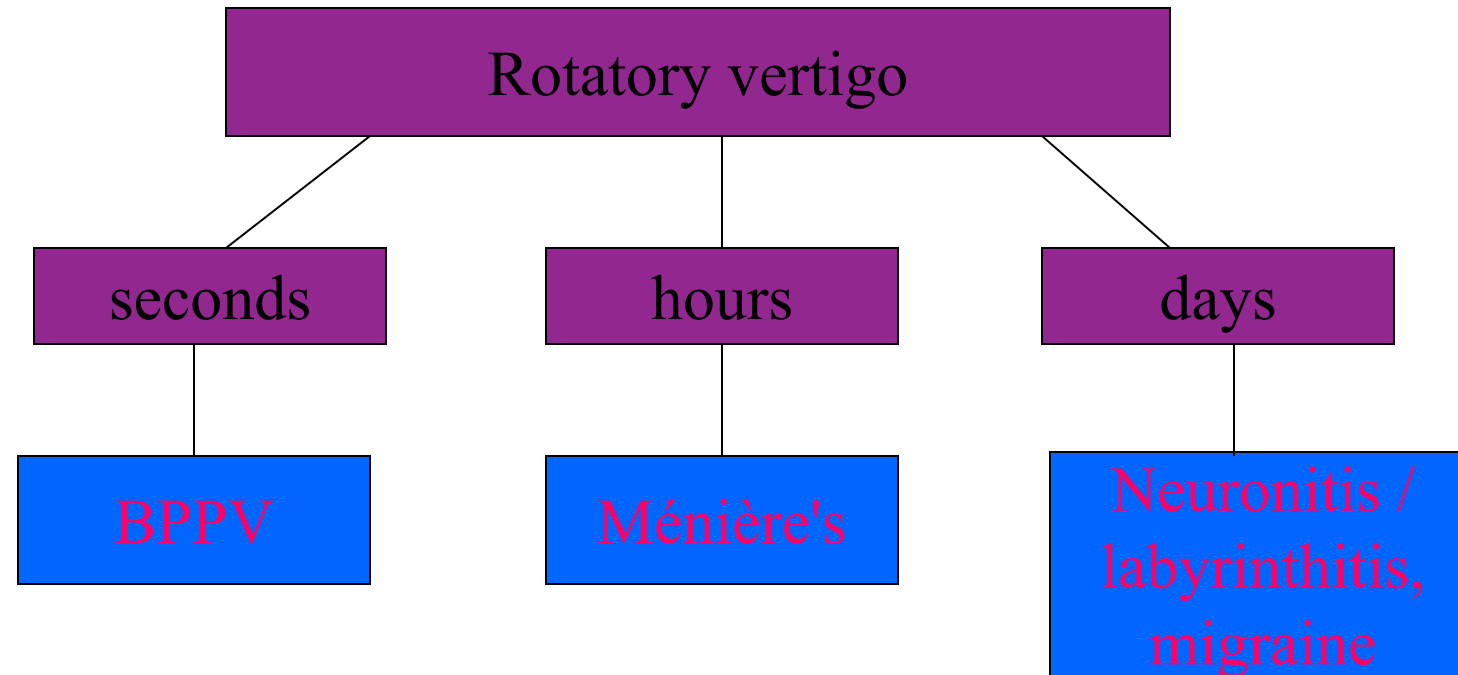 Rotatory vertigo
seconds
hours
days
BPPV
Ménière's
Neuronitis /
labyrinthitis,
migraine